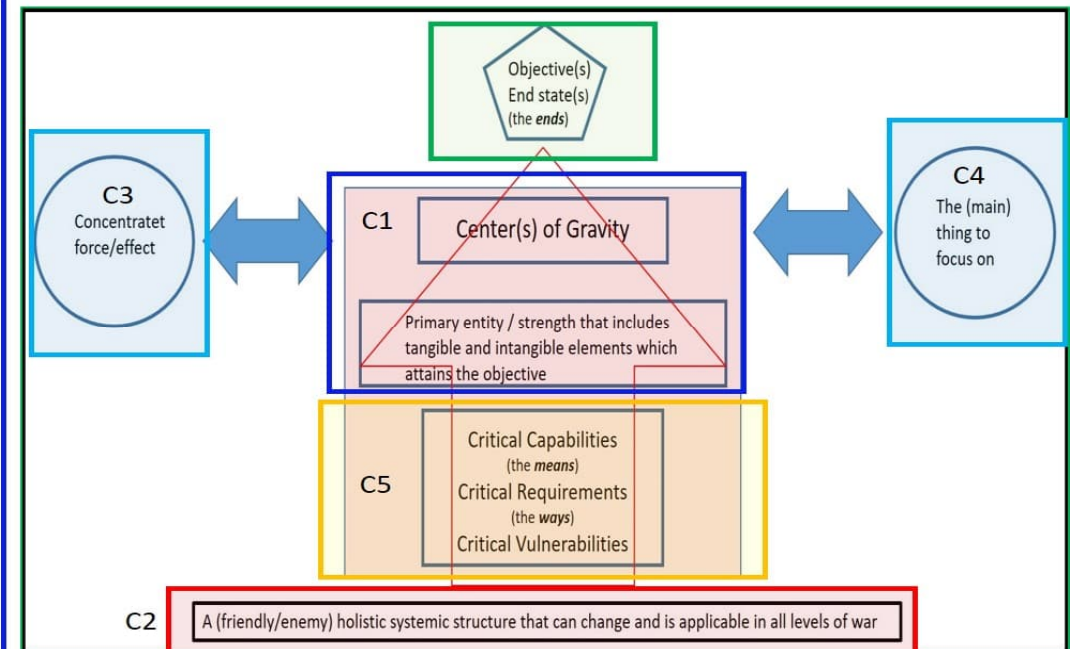 Objective(s)
End state(s)
(the ends)
C3
Concentratet
force/effect
C1
Center(s) of Gravity
C4
The (main)
thing to
focus on
Primary entity / strength that includes
tangible and intangible elements which
attains the objective
C5
Critical Capabilities
(the means)
Critical Requirements
(the ways)
Critical Vulnerabilities
C2
A (friendly/enemy) holistic systemic structure that can change and is applicable in all levels of war